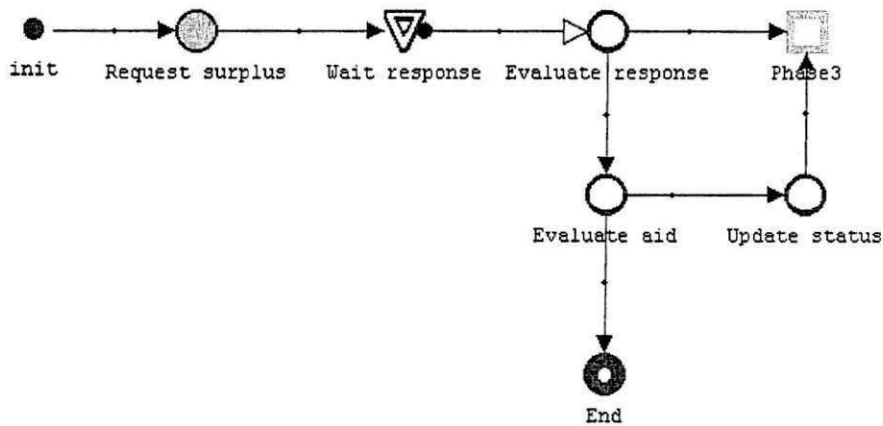 init
Request surplus
Wait response
Evaluate response
Phase3
Evaluate aid
Update status
End